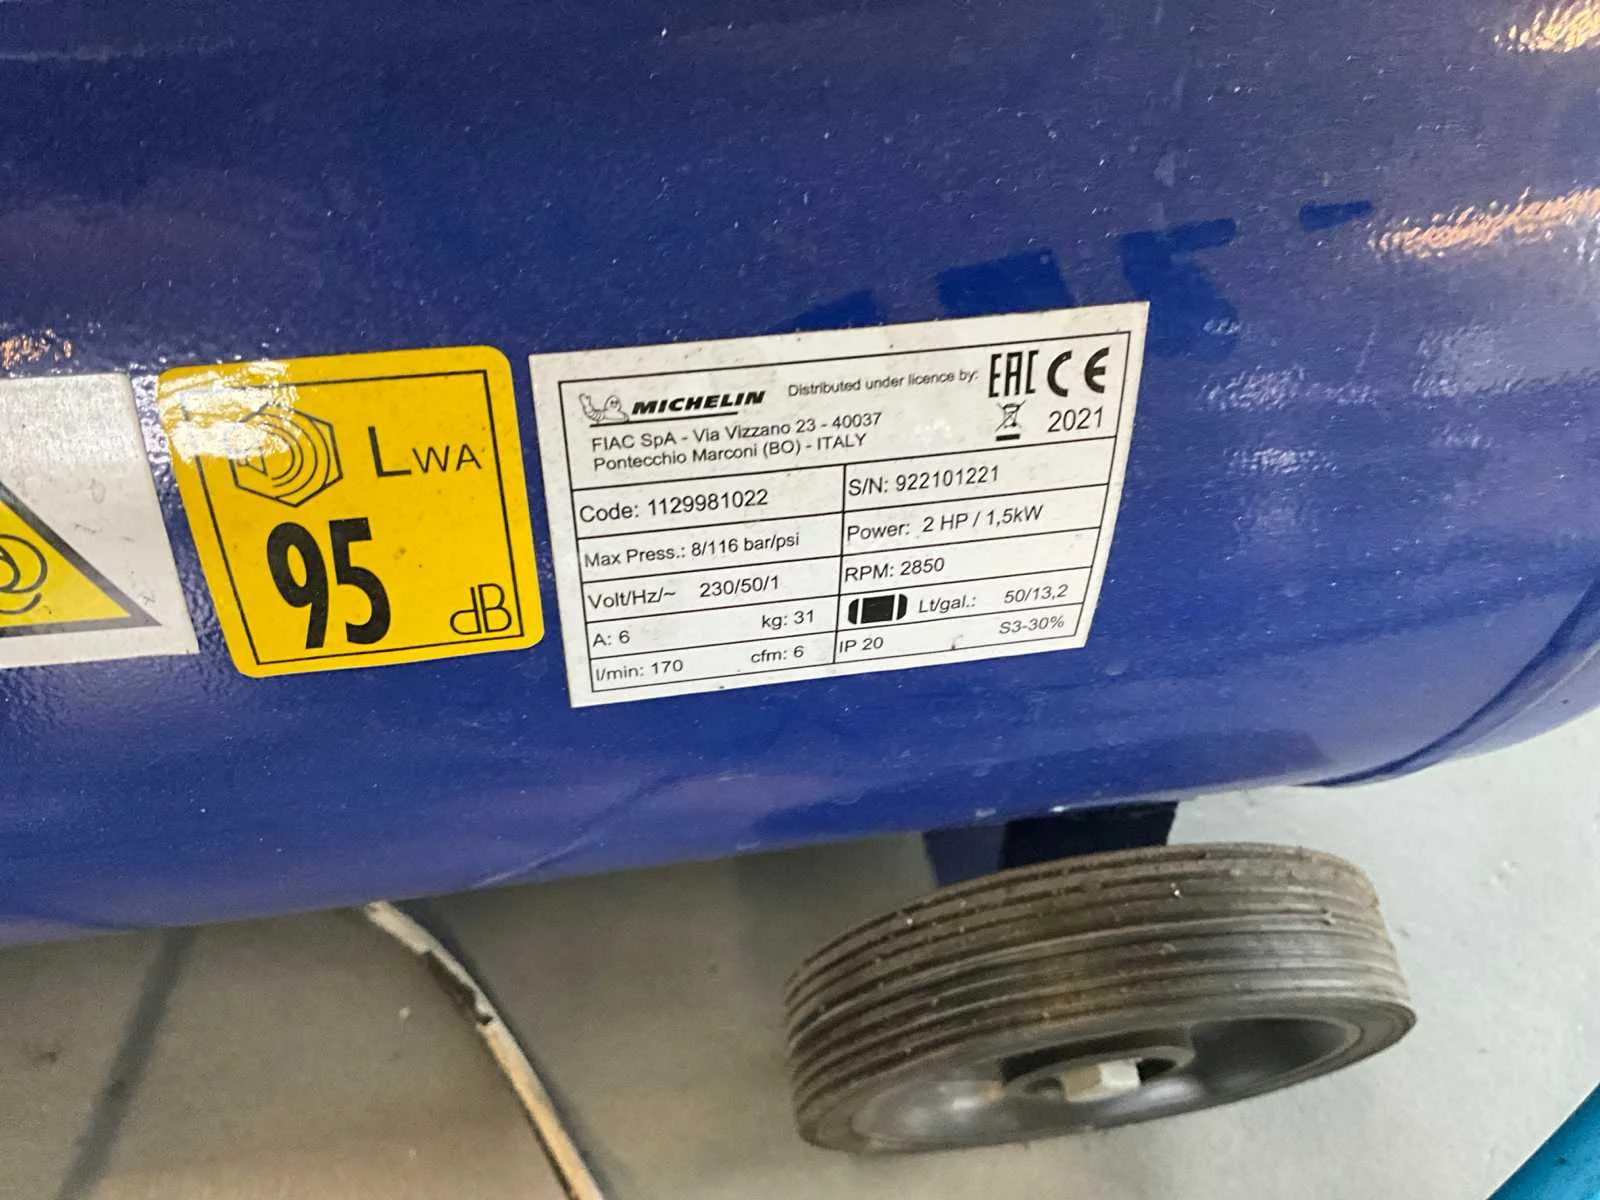 LWA
95
dB
MICHELIN Distributed under licence by: EAC CE
FIAC SpA - Via Vizzano 23 - 40037
Pontecchio Marconi (BO) - ITALY
2021
Code: 1129981022
S/N: 922101221
Max Press.: 8/116 bar/psi
Power: 2 HP / 1,5kW
Volt/Hz/~ 230/50/1
RPM: 2850
A: 6 kg: 31
Lt/gal.: 50/13,2
l/min: 170 cfm: 6
IP 20 S3-30%